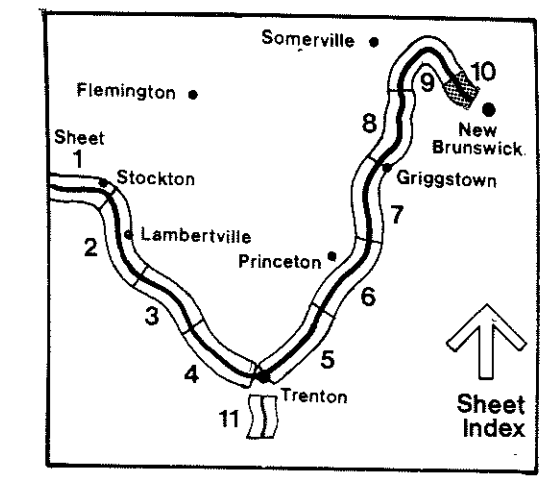 Somerville
10
Flemington
9
8
New
Brunswick
Sheet
1
Stockton
Griggstown
7
2
Lambertville
Princeton
6
3
5
4
Trenton
11
Sheet
Index